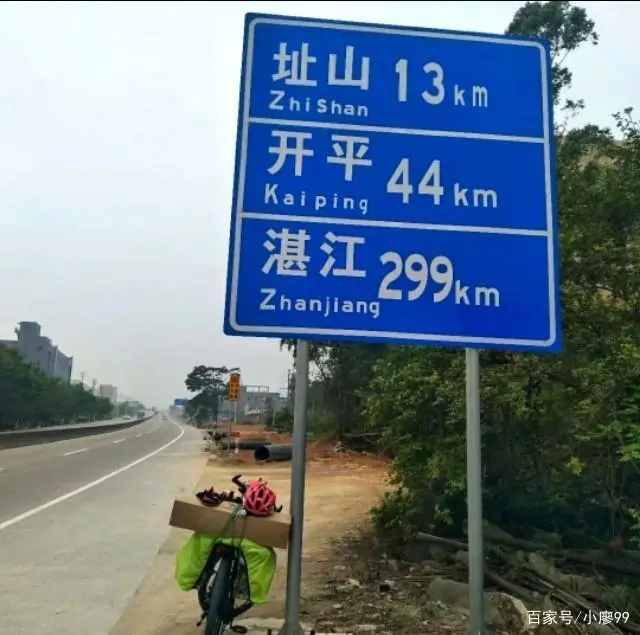 址山 13 km
ZhiShan
开平 44 km
Kaiping
湛江 299 km
Zhanjiang
百家号/小廖99